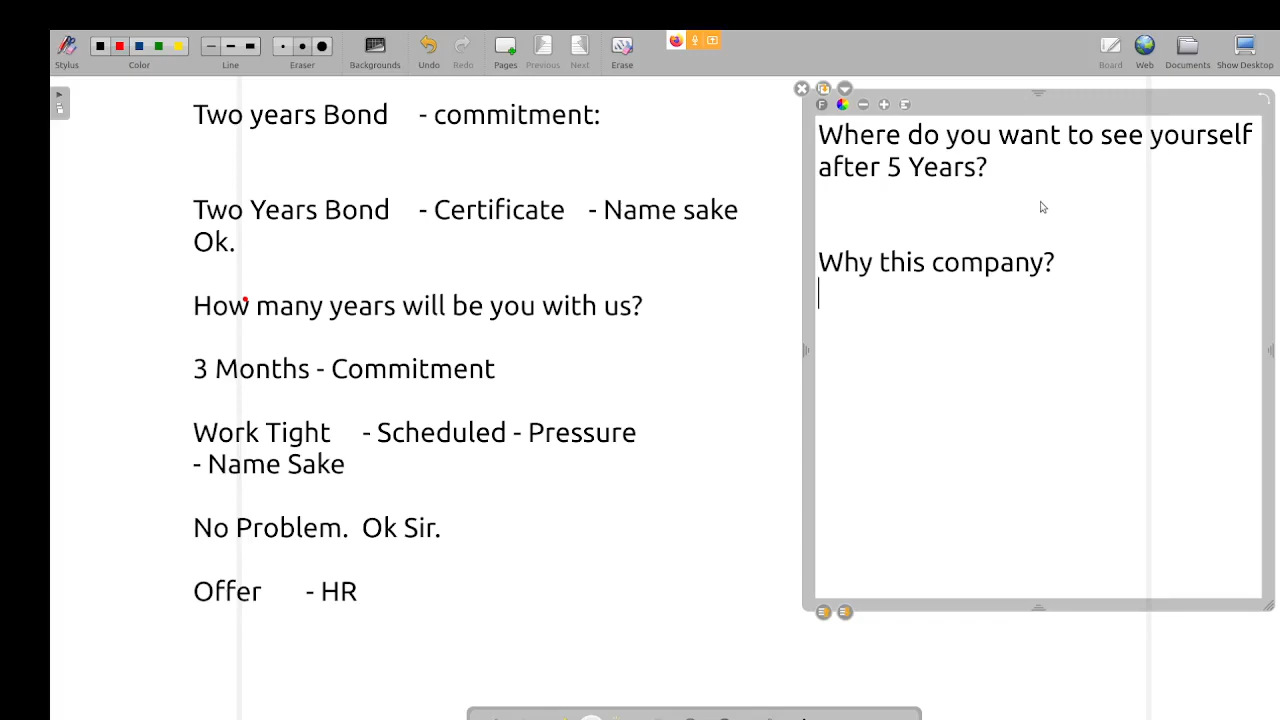 Stylus
Color
Line
Eraser
Backgrounds
Undo
Redo
Pages
Previous
Next
Erase
Board
Web
Documents
Show Desktop
Two years Bond - commitment:
Two Years Bond - Certificate - Name sake
Ok.
How many years will be you with us?
3 Months - Commitment
Work Tight - Scheduled - Pressure
- Name Sake
No Problem. Ok Sir.
Offer - HR
F
Where do you want to see yourself
after 5 Years?
Why this company?